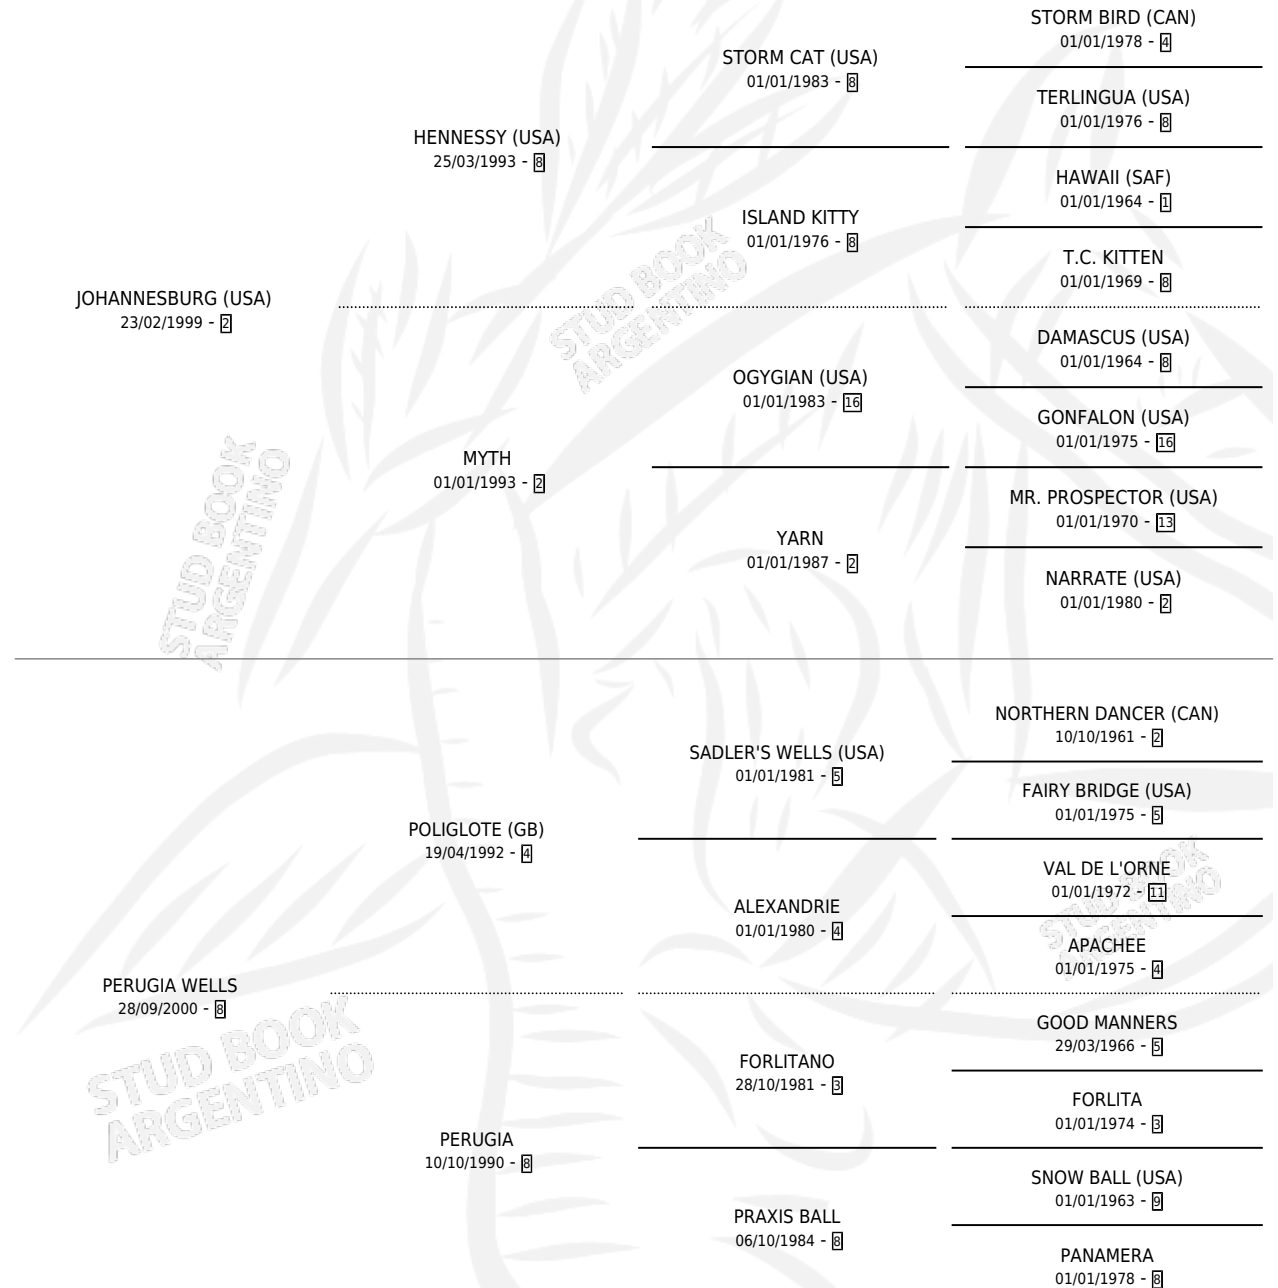 STORM BIRD (CAN)
01/01/1978 - 4
STORM CAT (USA)
01/01/1983 - 8
TERLINGUA (USA)
01/01/1976 - 8
HENNESSY (USA)
25/03/1993 - 8
HAWAII (SAF)
01/01/1964 - 1
ISLAND KITTY
01/01/1976 - 8
T.C. KITTEN
01/01/1969 - 8
JOHANNESBURG (USA)
23/02/1999 - 2
DAMASCUS (USA)
01/01/1964 - 8
OGYGIAN (USA)
01/01/1983 - 16
GONFALON (USA)
01/01/1975 - 16
MYTH
01/01/1993 - 2
MR. PROSPECTOR (USA)
01/01/1970 - 13
YARN
01/01/1987 - 2
NARRATE (USA)
01/01/1980 - 2
STUD BOOK
ARGENTINO
STUD BOOK
ARGENTINO
NORTHERN DANCER (CAN)
10/10/1961 - 2
SADLER'S WELLS (USA)
01/01/1981 - 5
FAIRY BRIDGE (USA)
01/01/1975 - 5
POLIGLOTE (GB)
19/04/1992 - 4
VAL DE L'ORNE
01/01/1972 - 11
ALEXANDRIE
01/01/1980 - 4
APACHEE
01/01/1975 - 4
STUD BOOK
ARGENTINO
PERUGIA WELLS
28/09/2000 - 8
GOOD MANNERS
29/03/1966 - 5
FORLITANO
28/10/1981 - 3
FORLITA
01/01/1974 - 3
STUD BOOK
ARGENTINO
PERUGIA
10/10/1990 - 8
SNOW BALL (USA)
01/01/1963 - 9
PRAXIS BALL
06/10/1984 - 8
PANAMERA
01/01/1978 - 8